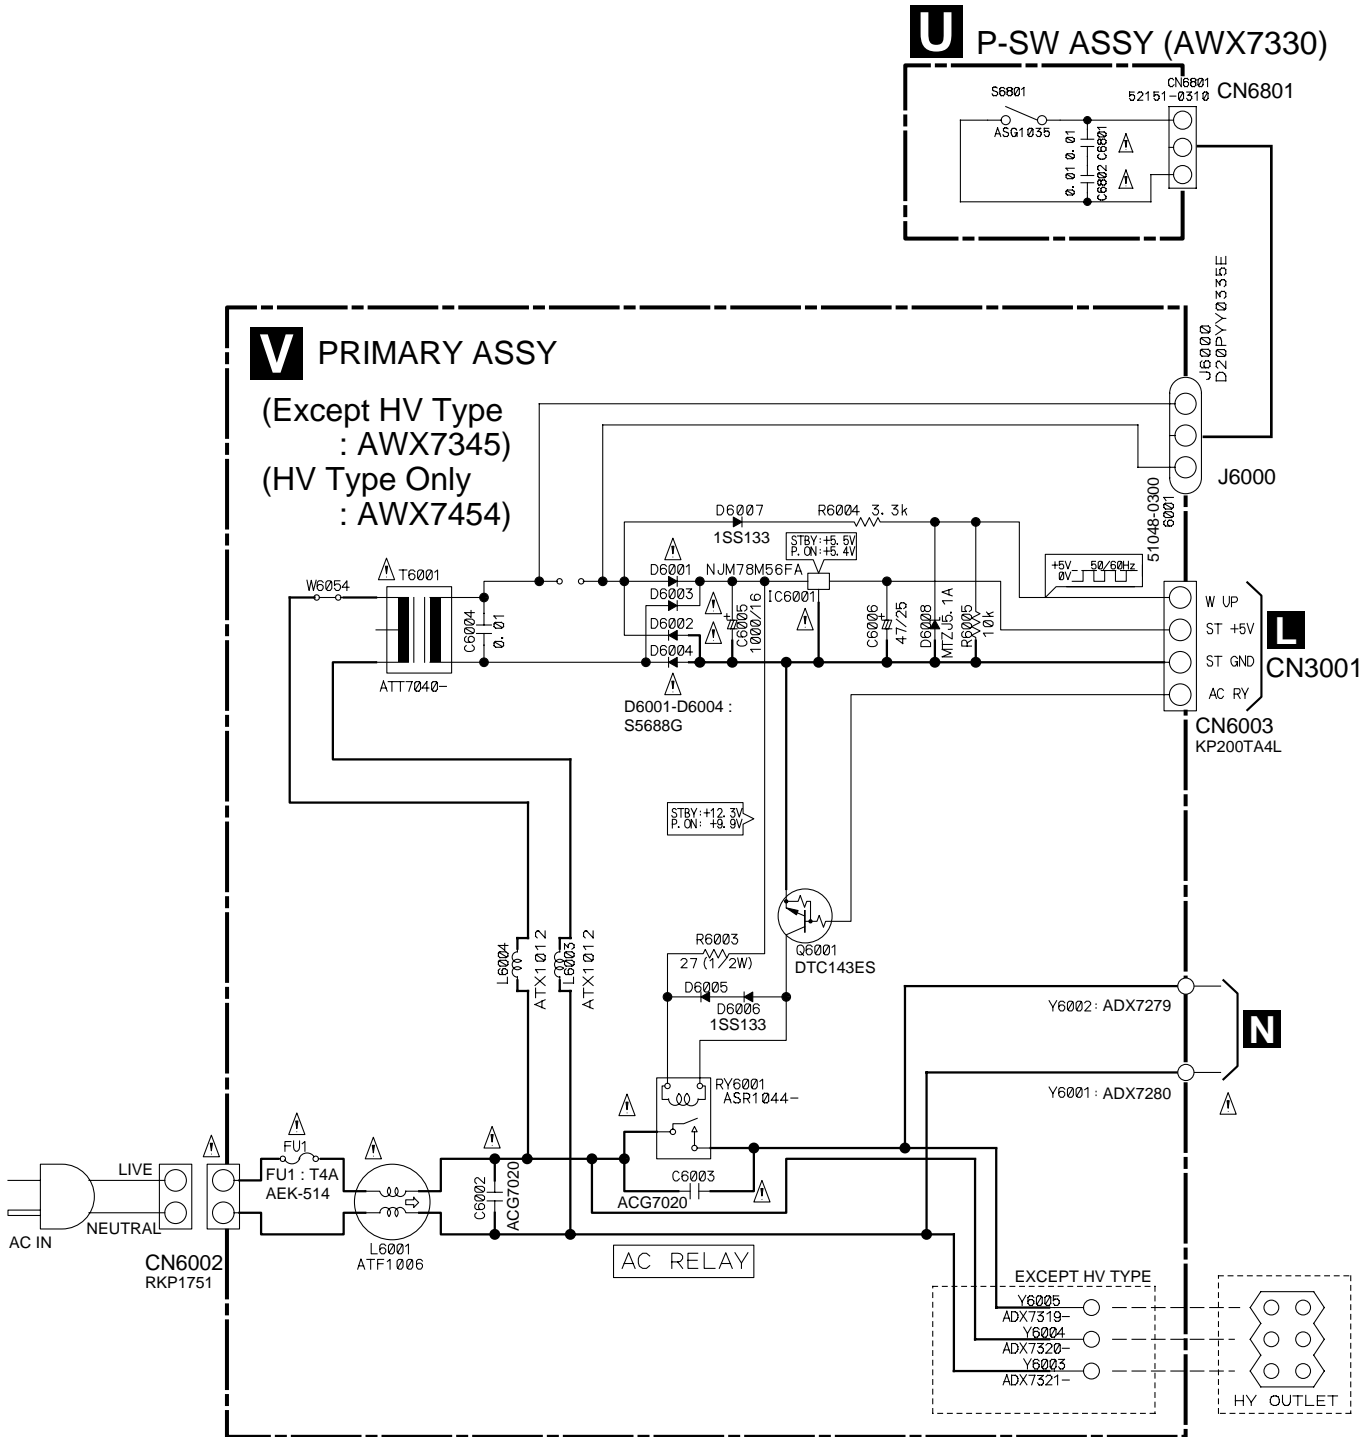 U P-SW ASSY (AWX7330)
S6801
ASG1035
CN6801
52151-0310
CN6801
0.01 0.01
C6802 C6801
J6000
D20PYY0335E
V PRIMARY ASSY
(Except HV Type
: AWX7345)
(HV Type Only
: AWX7454)
J6000
51048-0300
6001
D6007
1SS133
R6004 3.3k
STBY:+5.5V
P.ON:+5.4V
+5V
0V
50/60Hz
W6054
T6001
ATT7040-
C6004
0.01
D6001
D6003
D6002
D6004
NJM78M56FA
IC6001
C6005
1000/16
C6006
47/25
D6008
MTZJ5.1A
R6005
10k
W UP
ST +5V
ST GND
AC RY
L
CN3001
CN6003
KP200TA4L
D6001-D6004 :
S5688G
STBY:+12.3V
P.ON: +9.9V
L6004
ATX1012
L6003
ATX1012
R6003
27(1/2W)
Q6001
DTC143ES
D6005
D6006
1SS133
Y6002: ADX7279
N
Y6001: ADX7280
RY6001
ASR1044-
FU1
FU1 : T4A
AEK-514
LIVE
NEUTRAL
AC IN
CN6002
RKP1751
L6001
ATF1006
C6002
ACG7020
C6003
ACG7020
AC RELAY
EXCEPT HV TYPE
Y6005
ADX7319-
Y6004
ADX7320-
Y6003
ADX7321-
HY OUTLET